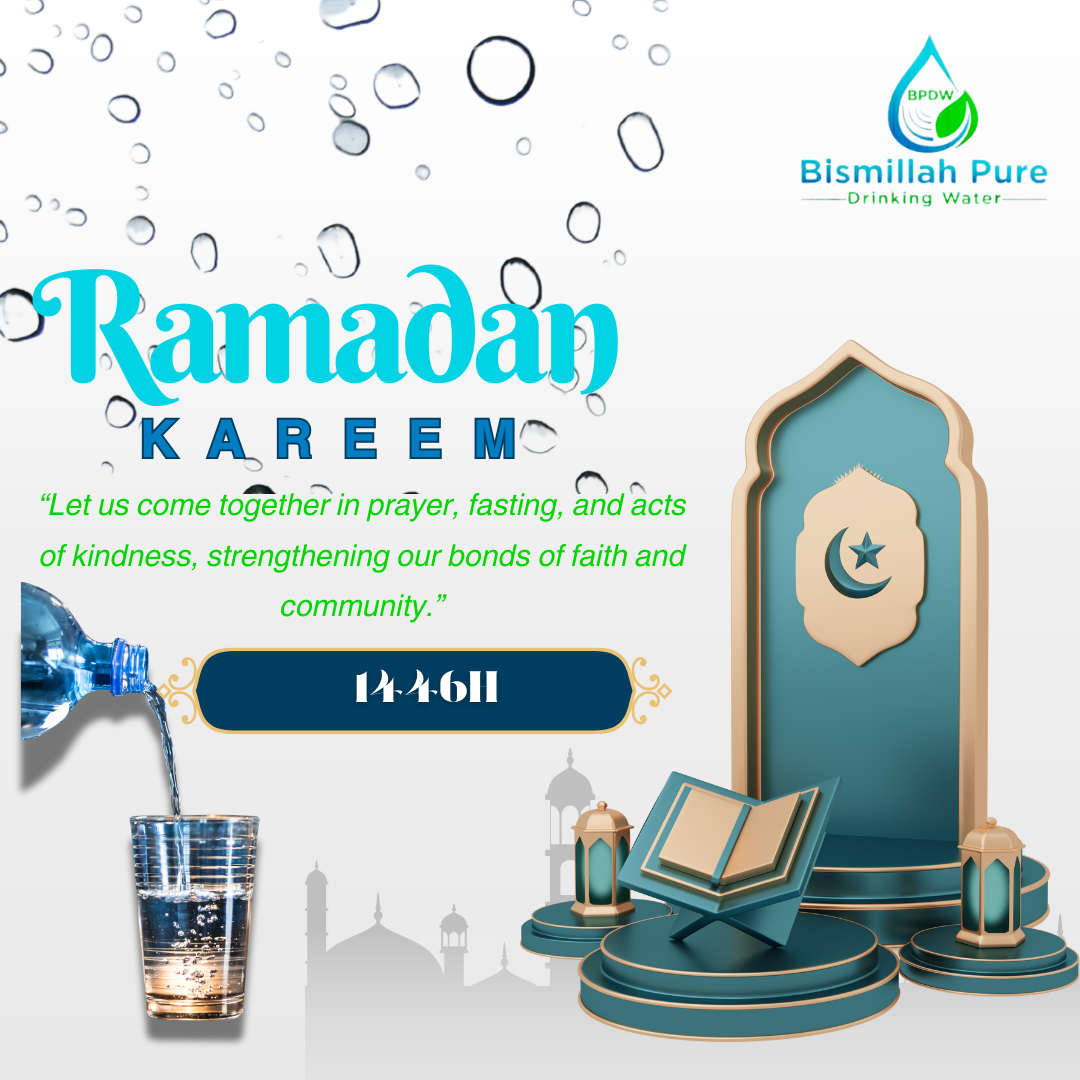 BPDW
Bismillah Pure
Drinking Water
Ramadan
KAREEM
“Let us come together in prayer, fasting, and acts
of kindness, strengthening our bonds of faith and
community.”
1446H